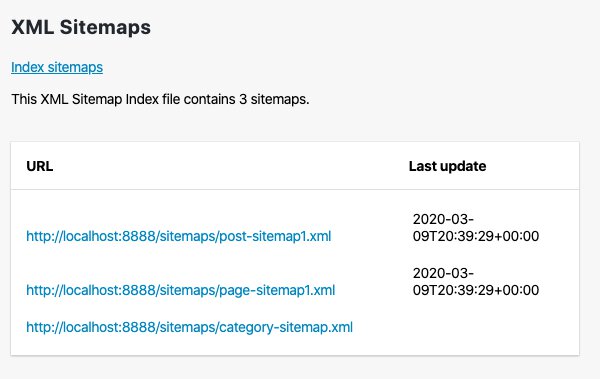 XML Sitemaps
Index sitemaps
This XML Sitemap Index file contains 3 sitemaps.
URL Last update
2020-03-
http://localhost:8888/sitemaps/post-sitemap1.xml 09T20:39:29+00:00
2020-03-
http://localhost:8888/sitemaps/page-sitemap1.xml 09T20:39:29+00:00
http://localhost:8888/sitemaps/category-sitemap.xml